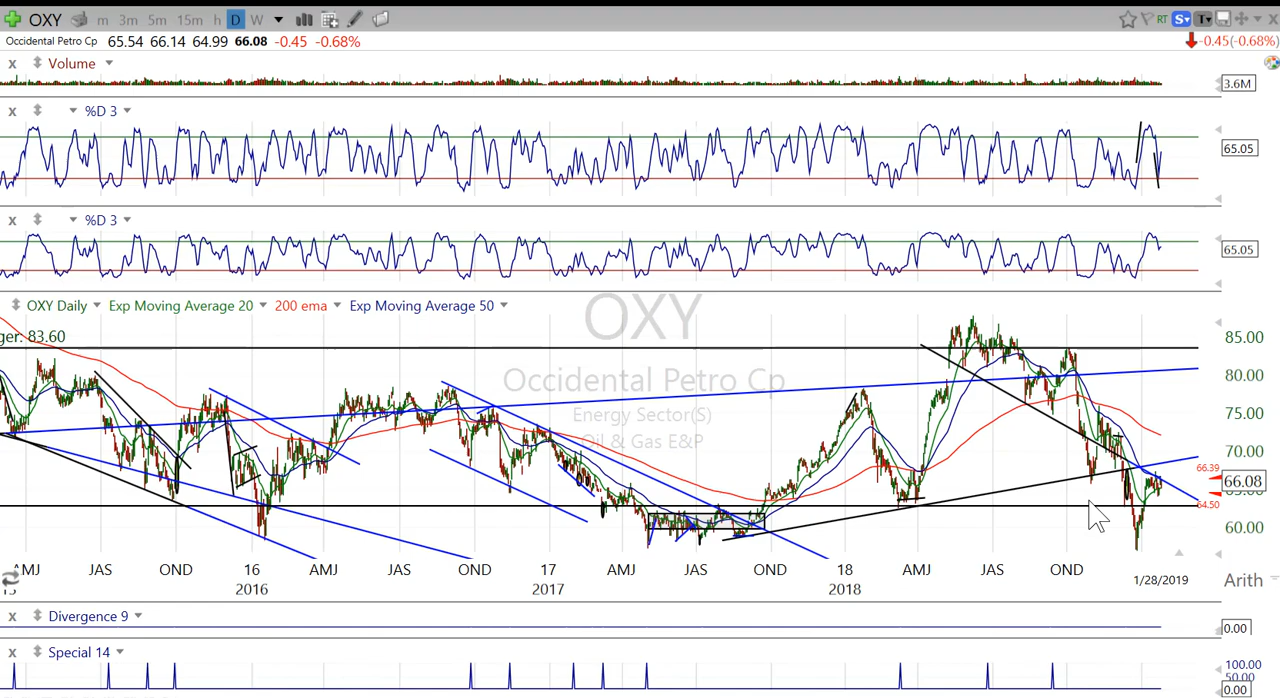 OXY m 3m 5m 15m h D W RT S T
Occidental Petro Cp 65.54 66.14 64.99 66.08 -0.45 -0.68% -0.45(-0.68%)
x Volume
3.6M
x %D 3
65.05
x %D 3
65.05
OXY Daily Exp Moving Average 20 200 ema Exp Moving Average 50
OXY
Occidental Petro Cp
Energy Sector(S)
Oil & Gas E&P
ger: 83.60
85.00
80.00
75.00
70.00
66.39
66.08
64.50
60.00
AMJ JAS OND 16 AMJ JAS OND 17 AMJ JAS OND 18 AMJ JAS OND
2016 2017 2018 1/28/2019 Arith
x Divergence 9
0.00
x Special 14
100.00
50.00
0.00